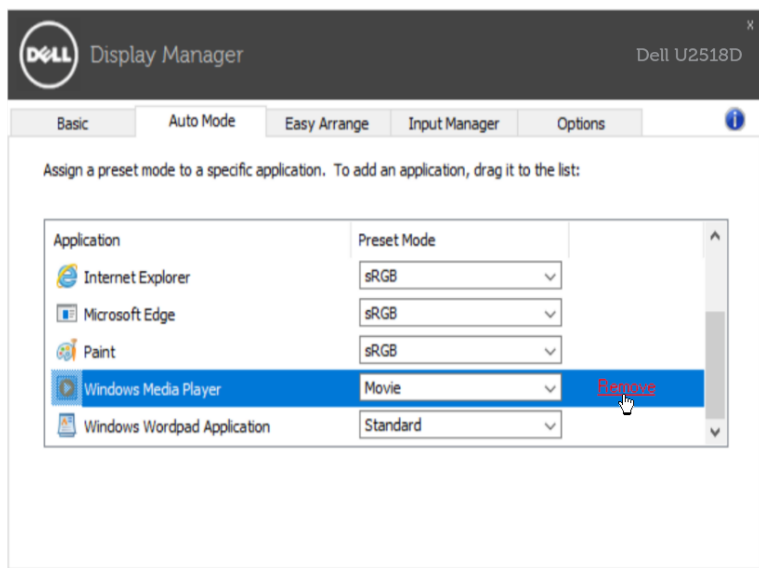 x
DELL Display Manager Dell U2518D
Basic Auto Mode Easy Arrange Input Manager Options i
Assign a preset mode to a specific application. To add an application, drag it to the list:
Application Preset Mode
Internet Explorer sRGB
Microsoft Edge sRGB
Paint sRGB
Windows Media Player Movie Remove
Windows Wordpad Application Standard